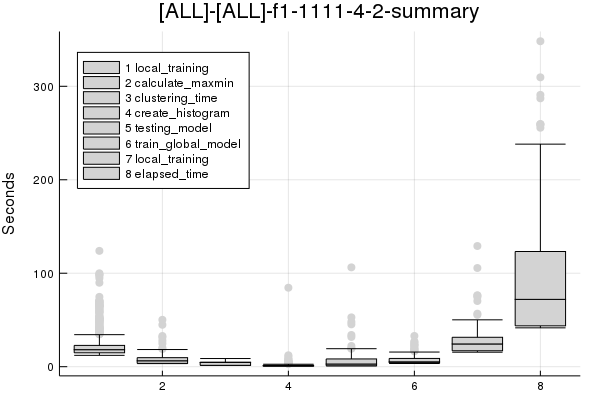 [ALL]-[ALL]-f1-1111-4-2-summary
1 local_training
2 calculate_maxmin
3 clustering_time
4 create_histogram
5 testing_model
6 train_global_model
7 local_training
8 elapsed_time
Seconds
300
200
100
0
2 4 6 8